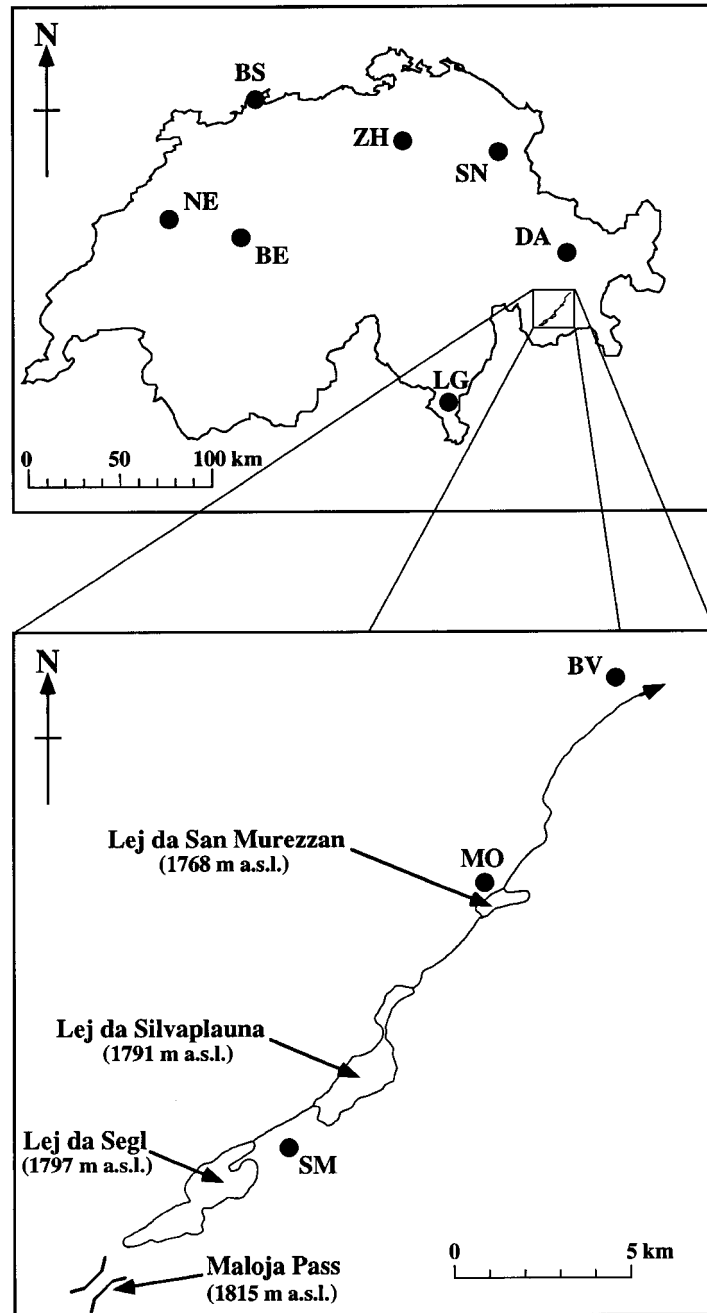 N
BS
ZH
SN
NE
BE
DA
LG
0 50 100 km
N
BV
Lej da San Murezzan
(1768 m a.s.l.)
MO
Lej da Silvaplauna
(1791 m a.s.l.)
Lej da Segl
(1797 m a.s.l.)
SM
0 5 km
Maloja Pass
(1815 m a.s.l.)